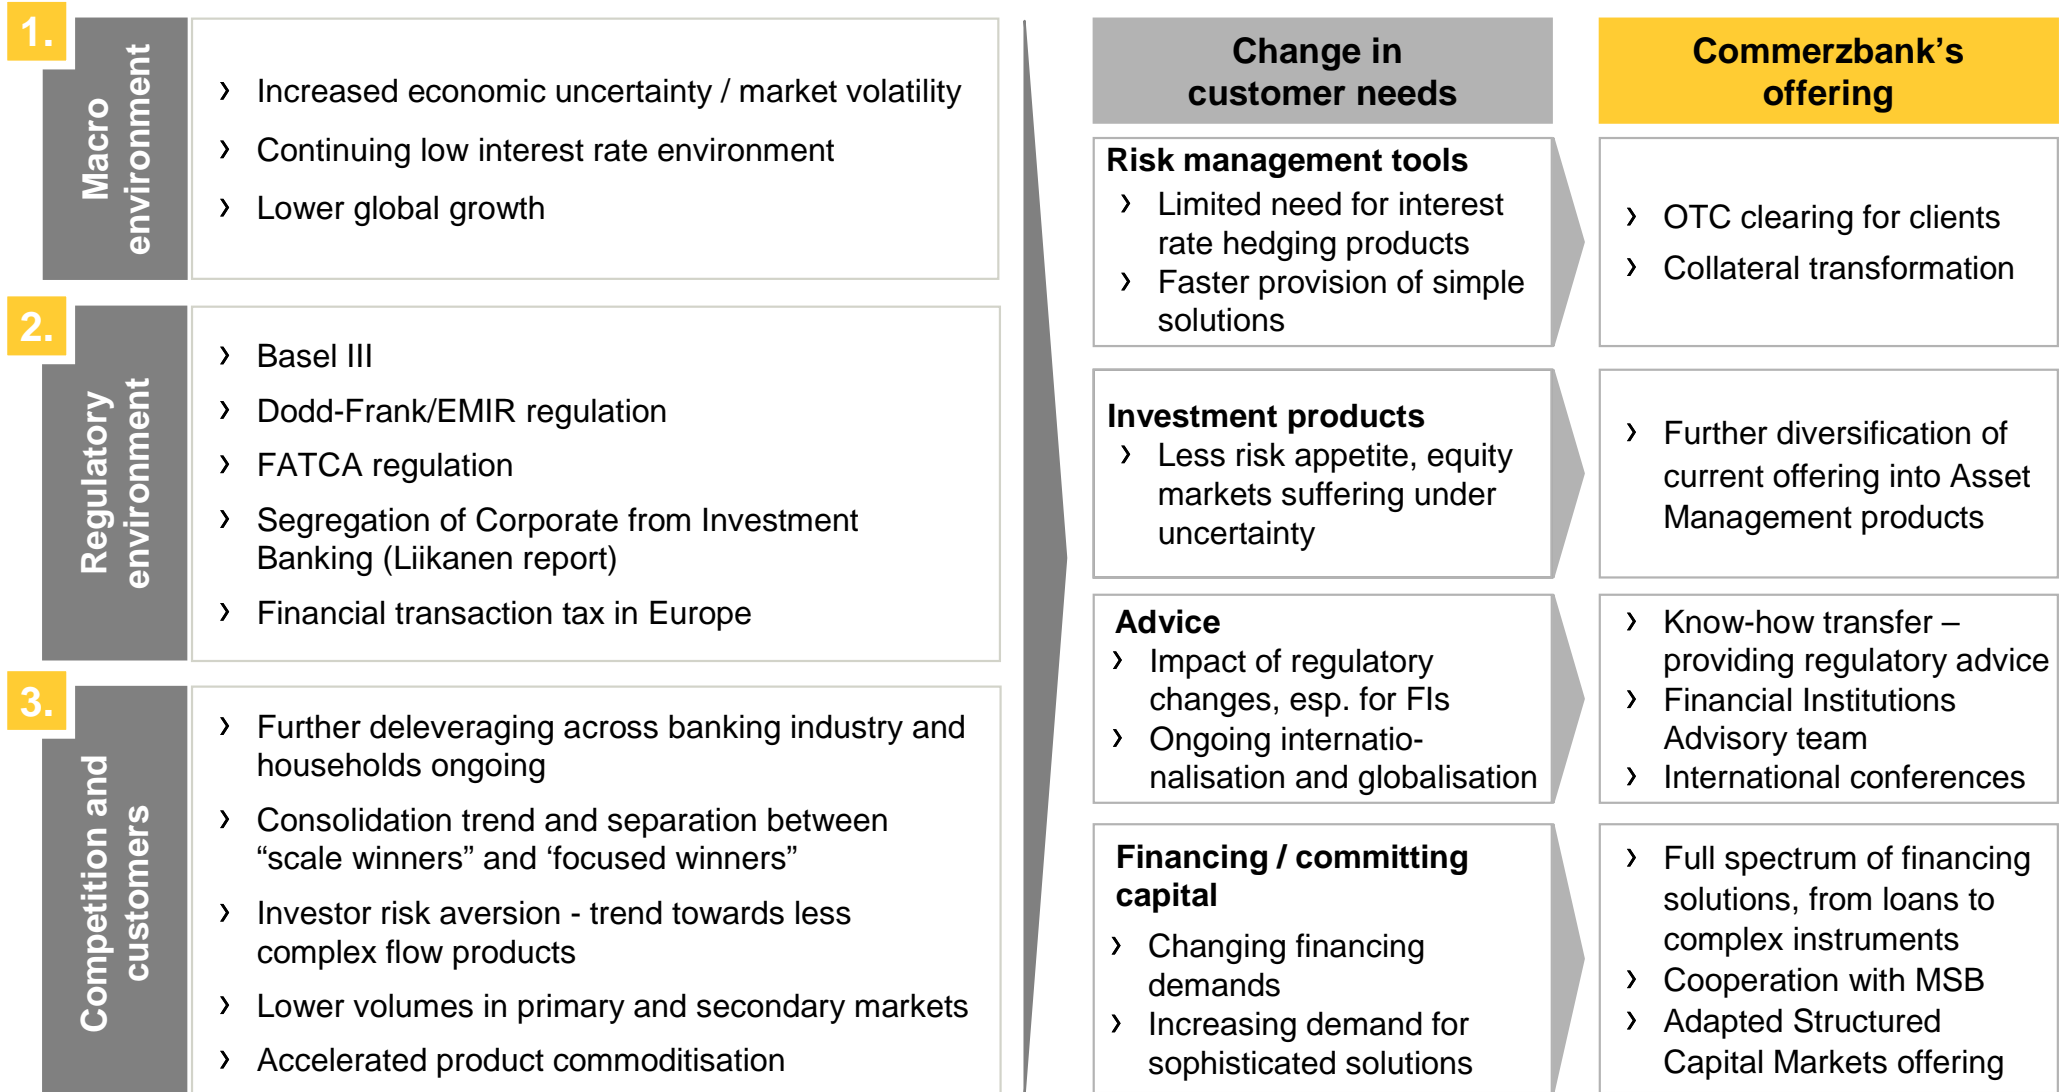 1.
Macro
environment
› Increased economic uncertainty / market volatility
› Continuing low interest rate environment
› Lower global growth
2.
Regulatory
environment
› Basel III
› Dodd-Frank/EMIR regulation
› FATCA regulation
› Segregation of Corporate from Investment
Banking (Liikanen report)
› Financial transaction tax in Europe
3.
Competition and
customers
› Further deleveraging across banking industry and
households ongoing
› Consolidation trend and separation between
“scale winners” and ‘focused winners”
› Investor risk aversion - trend towards less
complex flow products
› Lower volumes in primary and secondary markets
› Accelerated product commoditisation
Change in
customer needs
Commerzbank’s
offering
Risk management tools
› Limited need for interest
rate hedging products
› Faster provision of simple
solutions
› OTC clearing for clients
› Collateral transformation
Investment products
› Less risk appetite, equity
markets suffering under
uncertainty
› Further diversification of
current offering into Asset
Management products
Advice
› Impact of regulatory
changes, esp. for FIs
› Ongoing internatio-
nalisation and globalisation
› Know-how transfer –
providing regulatory advice
› Financial Institutions
Advisory team
› International conferences
Financing / committing
capital
› Changing financing
demands
› Increasing demand for
sophisticated solutions
› Full spectrum of financing
solutions, from loans to
complex instruments
› Cooperation with MSB
› Adapted Structured
Capital Markets offering